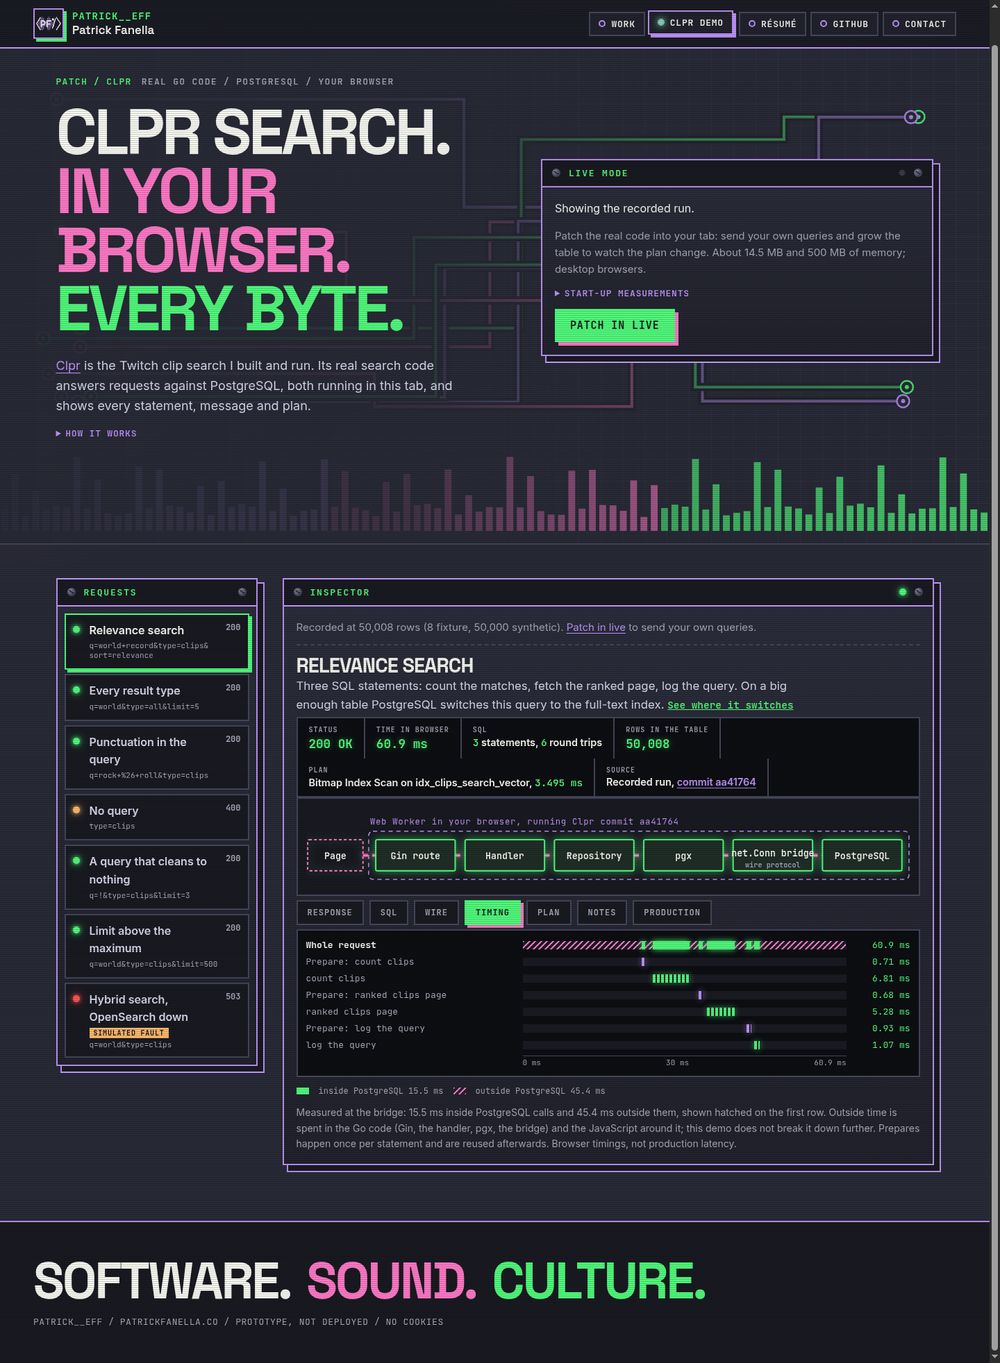 PF
PATRICK__EFF
Patrick Fanella
WORK
CLPR DEMO
RÉSUMÉ
GITHUB
CONTACT
PATCH / CLPR REAL GO CODE / POSTGRESQL / YOUR BROWSER
CLPR SEARCH.
IN YOUR
BROWSER.
EVERY BYTE.
Clpr is the Twitch clip search I built and run. Its real search code
answers requests against PostgreSQL, both running in this tab, and
shows every statement, message and plan.
▶ HOW IT WORKS
LIVE MODE
Showing the recorded run.
Patch the real code into your tab: send your own queries and grow the
table to watch the plan change. About 14.5 MB and 500 MB of memory;
desktop browsers.
▶ START-UP MEASUREMENTS
PATCH IN LIVE
REQUESTS
Relevance search 200
q=world+record&type=clips&
sort=relevance
Every result type 200
q=world&type=all&limit=5
Punctuation in the 200
query
q=rock+%26+roll&type=clips
No query 400
type=clips
A query that cleans to 200
nothing
q=!&type=clips&limit=3
Limit above the 200
maximum
q=world&type=clips&limit=500
Hybrid search, 503
OpenSearch down
SIMULATED FAULT
q=world&type=clips
INSPECTOR
Recorded at 50,008 rows (8 fixture, 50,000 synthetic). Patch in live to send your own queries.
RELEVANCE SEARCH
Three SQL statements: count the matches, fetch the ranked page, log the query. On a big
enough table PostgreSQL switches this query to the full-text index. See where it switches
STATUS
200 OK
TIME IN BROWSER
60.9 ms
SQL
3 statements, 6 round trips
ROWS IN THE TABLE
50,008
PLAN
Bitmap Index Scan on idx_clips_search_vector, 3.495 ms
SOURCE
Recorded run, commit aa41764
Web Worker in your browser, running Clpr commit aa41764
Page
Gin route
Handler
Repository
pgx
net.Conn bridge
wire protocol
PostgreSQL
RESPONSE
SQL
WIRE
TIMING
PLAN
NOTES
PRODUCTION
Whole request 60.9 ms
Prepare: count clips 0.71 ms
count clips 6.81 ms
Prepare: ranked clips page 0.68 ms
ranked clips page 5.28 ms
Prepare: log the query 0.93 ms
log the query 1.07 ms
0 ms 30 ms 60.9 ms
inside PostgreSQL 15.5 ms outside PostgreSQL 45.4 ms
Measured at the bridge: 15.5 ms inside PostgreSQL calls and 45.4 ms outside them, shown hatched on the first row. Outside time is
spent in the Go code (Gin, the handler, pgx, the bridge) and the JavaScript around it; this demo does not break it down further. Prepares
happen once per statement and are reused afterwards. Browser timings, not production latency.
SOFTWARE. SOUND. CULTURE.
PATRICK__EFF / PATRICKFANELLA.CO / PROTOTYPE, NOT DEPLOYED / NO COOKIES